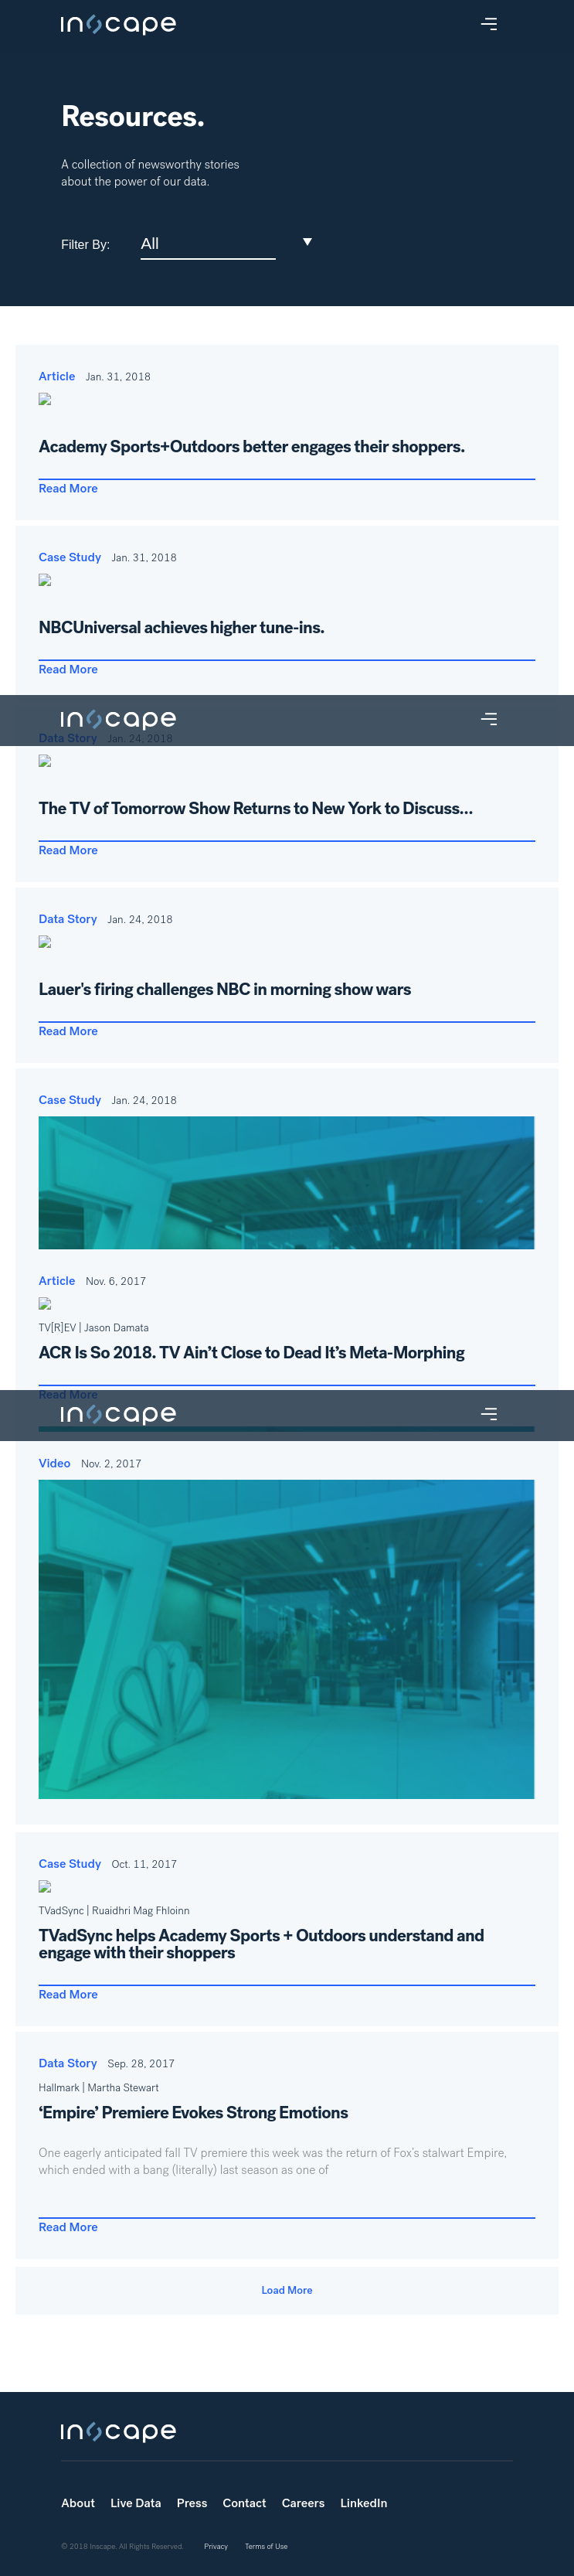 inscape
Resources.
A collection of newsworthy stories
about the power of our data.
Filter By: All
Article Jan. 31, 2018
Academy Sports+Outdoors better engages their shoppers.
Read More
Case Study Jan. 31, 2018
NBCUniversal achieves higher tune-ins.
Read More
inscape
Data Story Jan. 24, 2018
The TV of Tomorrow Show Returns to New York to Discuss…
Read More
Data Story Jan. 24, 2018
Lauer's firing challenges NBC in morning show wars
Read More
Case Study Jan. 24, 2018
Article Nov. 6, 2017
TV[R]EV | Jason Damata
ACR Is So 2018. TV Ain’t Close to Dead It’s Meta-Morphing
Read More
inscape
Video Nov. 2, 2017
Case Study Oct. 11, 2017
TVadSync | Ruaidhri Mag Fhloinn
TVadSync helps Academy Sports + Outdoors understand and
engage with their shoppers
Read More
Data Story Sep. 28, 2017
Hallmark | Martha Stewart
‘Empire’ Premiere Evokes Strong Emotions
One eagerly anticipated fall TV premiere this week was the return of Fox’s stalwart Empire,
which ended with a bang (literally) last season as one of
Read More
Load More
inscape
About Live Data Press Contact Careers LinkedIn
© 2018 Inscape. All Rights Reserved. Privacy Terms of Use